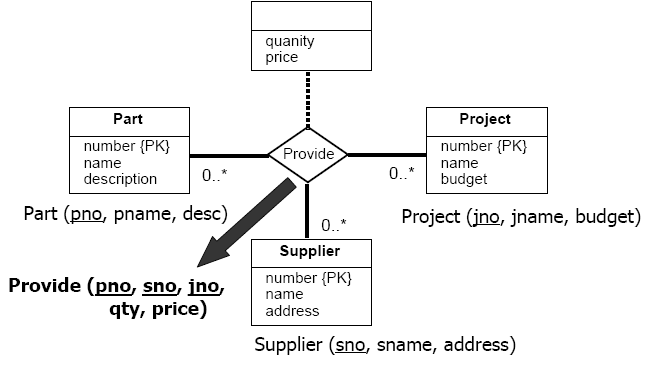 quanity
price
Part
number {PK}
name
description
Provide
Project
number {PK}
name
budget
0..*
0..*
Part (pno, pname, desc)
Project (jno, jname, budget)
0..*
Supplier
number {PK}
name
address
Provide (pno, sno, jno,
qty, price)
Supplier (sno, sname, address)